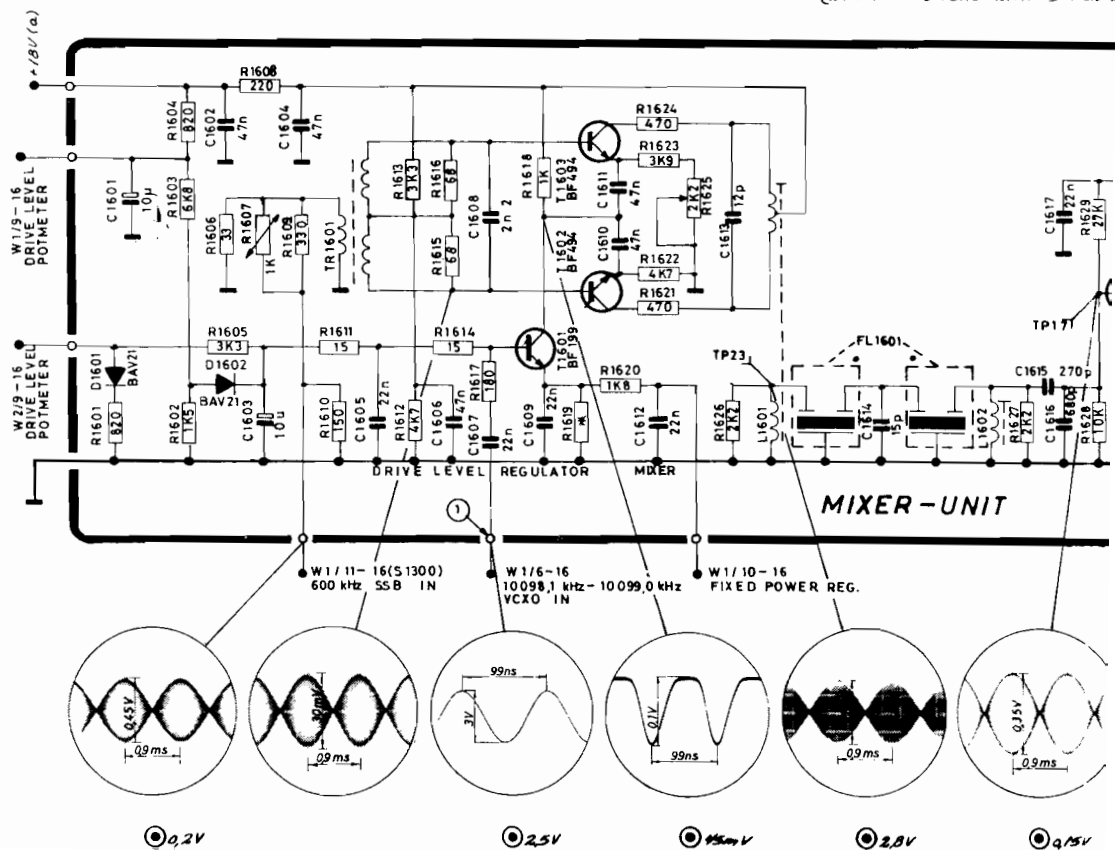 +18V (a)
R1608
220
R1604
820
C1602
47n
C1604
47n
W1/9-16
DRIVE LEVEL
POTMETER
C1601
10µ
R1603
6K8
R1606
33
R1607
1K
R1609
330
TR1601
R1613
3K3
R1616
68
R1615
68
C1608
2n2
R1618
1K
T1603
BF494
T1602
BF494
R1624
470
R1623
3K9
C1611
47n
C1610
47n
2K2
R1625
R1622
4K7
R1621
470
C1613
12p
C1617
22n
R1629
27K
TP17
W2/9-16
DRIVE LEVEL
POTMETER
D1601
BAV21
R1601
820
R1605
3K3
D1602
BAV21
R1602
1K5
C1603
10u
R1611
15
R1610
150
C1605
22n
R1614
15
R1612
4K7
C1606
47n
R1617
180
C1607
22n
T1601
BF199
C1609
22n
R1619
R1620
1K8
C1612
22n
TP23
R1626
2K2
L1601
FL1601
C1614
15p
L1602
R1627
2K2
C1615 270p
C1616
680p
R1628
10K
DRIVE LEVEL REGULATOR
MIXER
MIXER-UNIT
1
W1/11-16(S1300)
600 kHz SSB IN
W1/6-16
10098,1 kHz-10099,0 kHz
VCXO IN
W1/10-16
FIXED POWER REG.
0,45V
0,9ms
30mV
0,9ms
99ns
3V
0,1V
99ns
0,9ms
0,35V
0,9ms
0,2V
2,5V
45mV
2,8V
0,15V